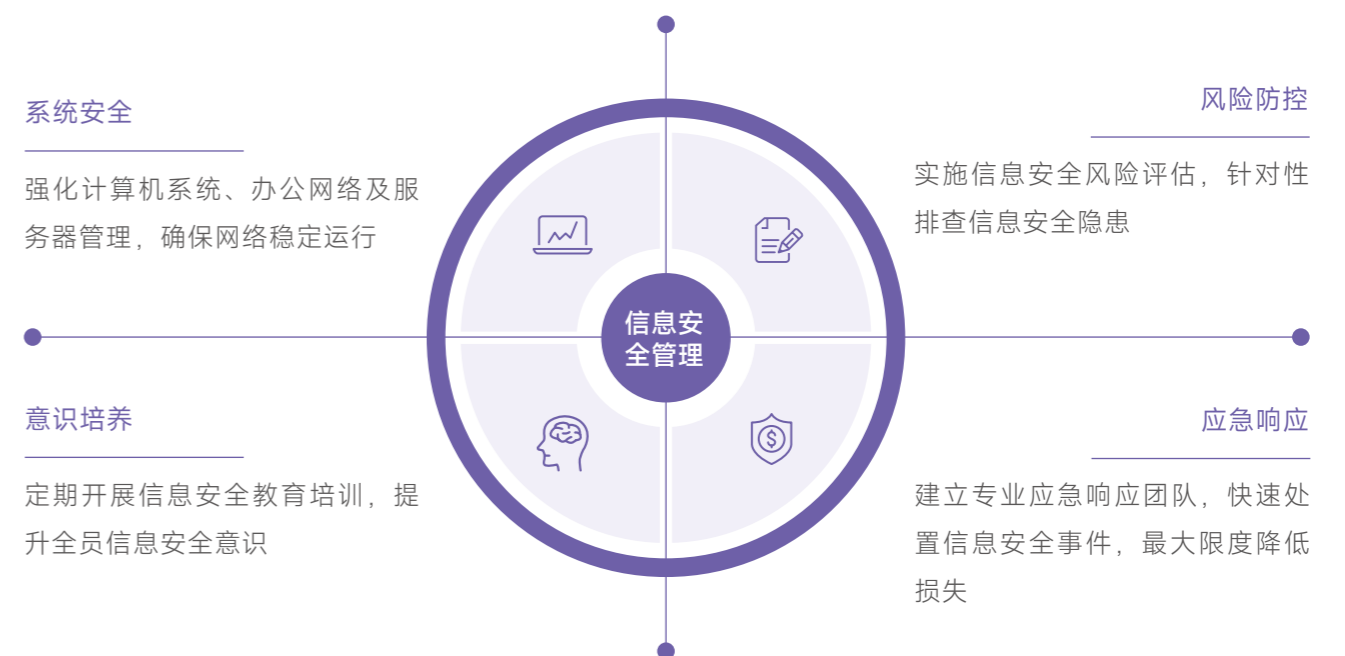 系统安全
强化计算机系统、办公网络及服
务器管理，确保网络稳定运行
风险防控
实施信息安全风险评估，针对性
排查信息安全隐患
信息安
全管理
意识培养
定期开展信息安全教育培训，提
升全员信息安全意识
应急响应
建立专业应急响应团队，快速处
置信息安全事件，最大限度降低
损失
$